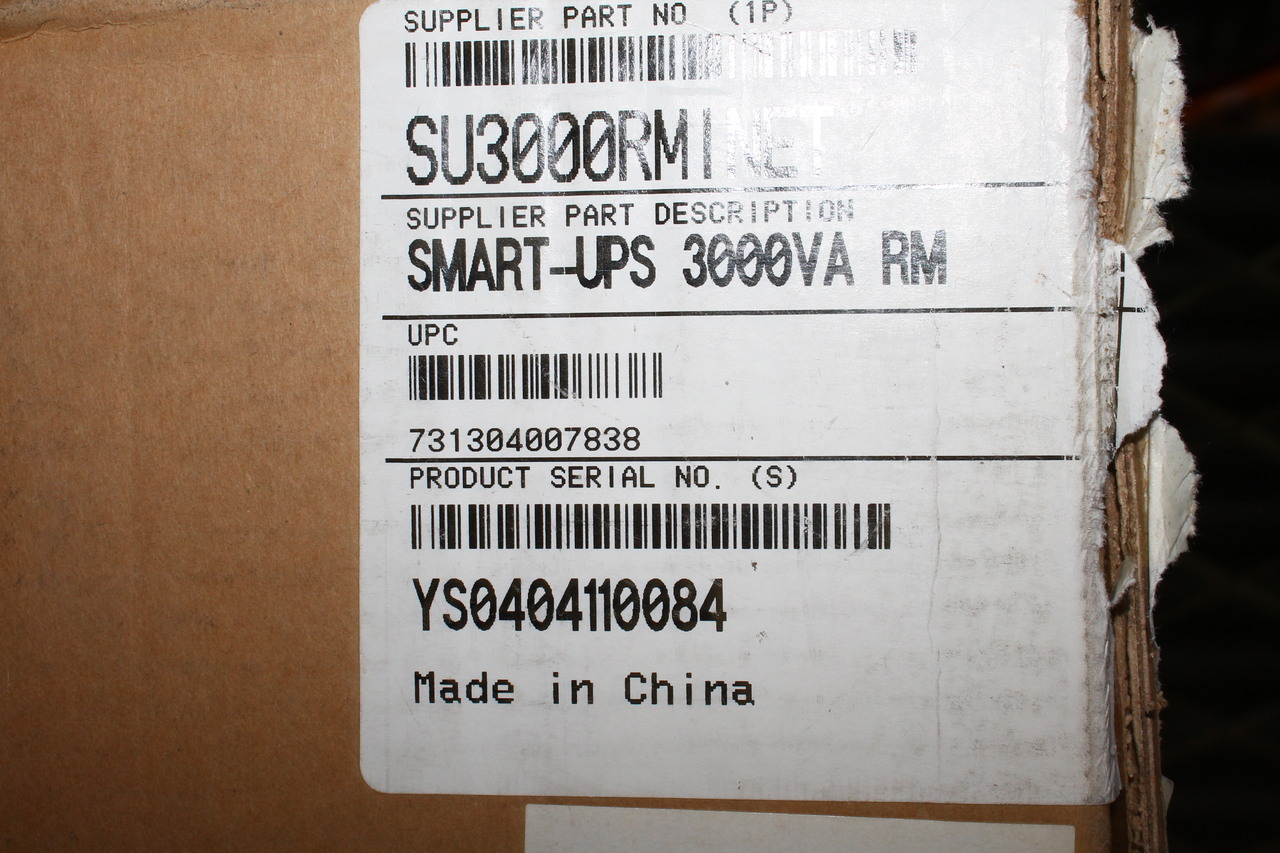 SUPPLIER PART NO (1P)
SU3000RMINET
SUPPLIER PART DESCRIPTION
SMART-UPS 3000VA RM
UPC
731304007838
PRODUCT SERIAL NO. (S)
YS0404110084
Made in China